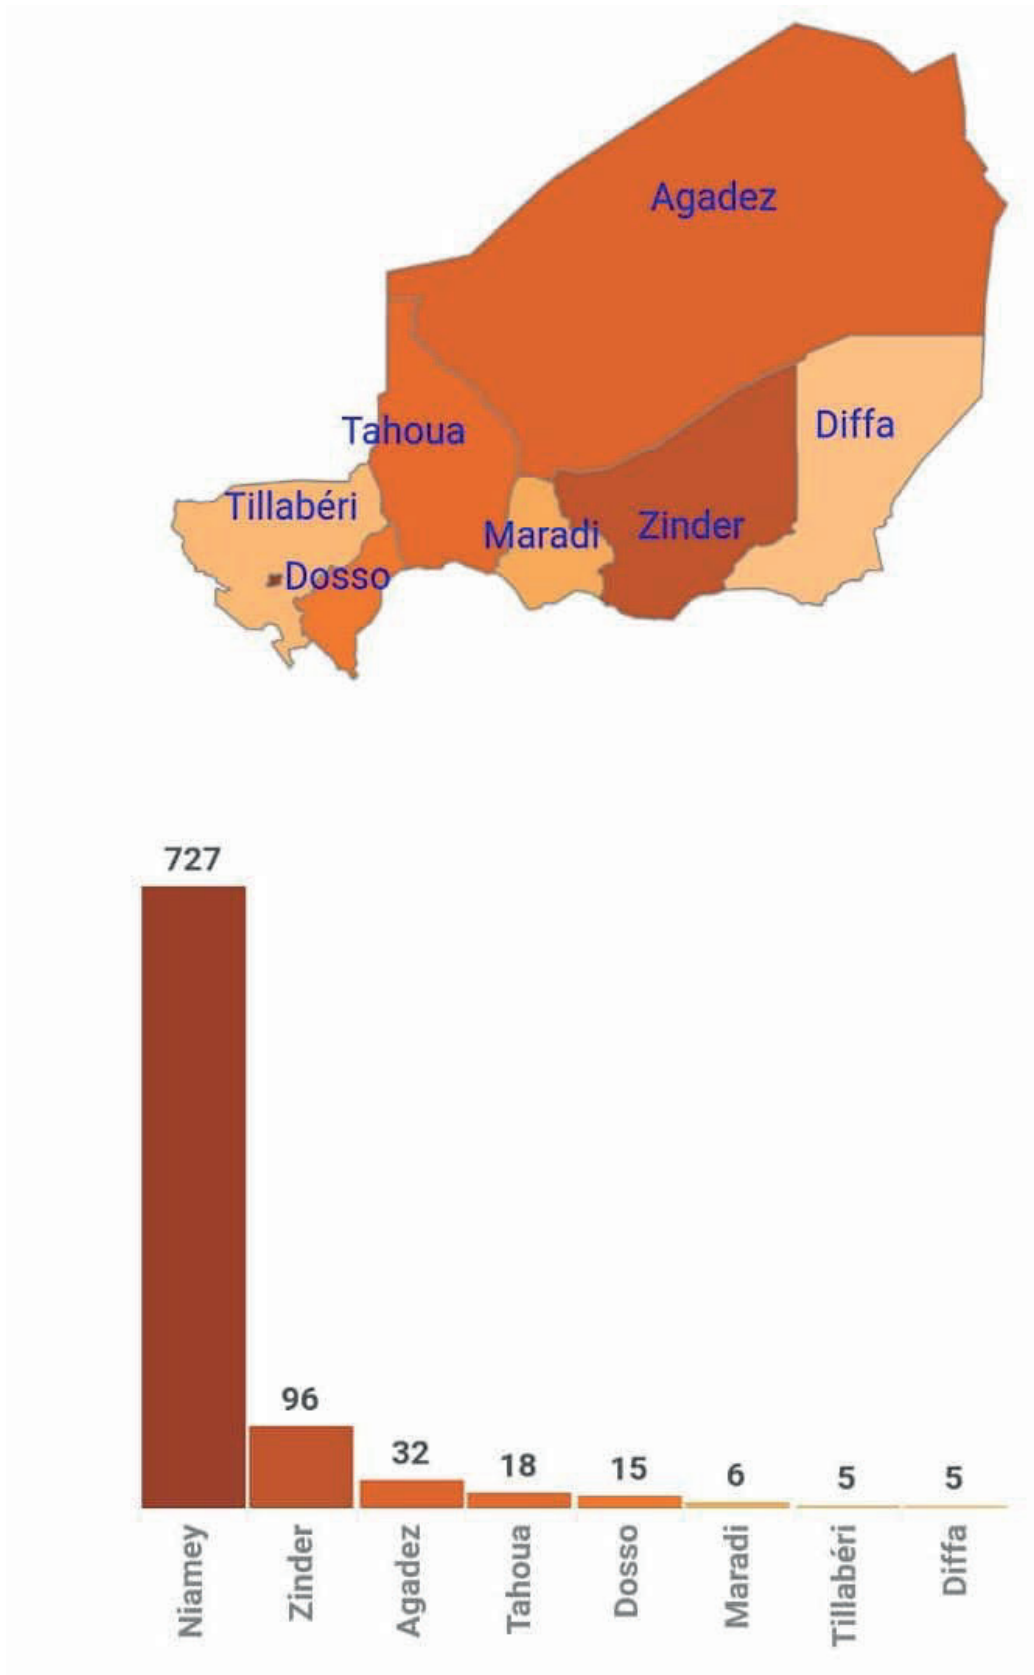 Agadez
Diffa
Tahoua
Tillabéri
Maradi
Zinder
Dosso
727
96
32
18
15
6
5
5
Niamey
Zinder
Agadez
Tahoua
Dosso
Maradi
Tillabéri
Diffa